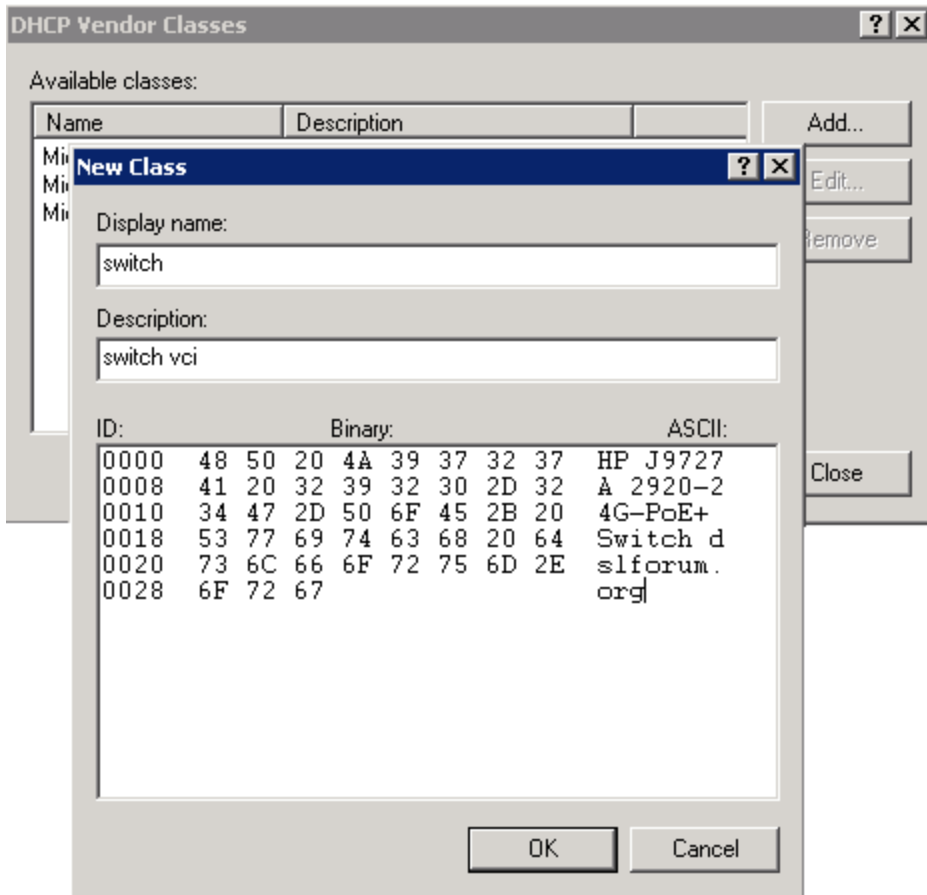 DHCP Vendor Classes
Available classes:
Name Description
Add...
New Class
Edit...
Display name:
Remove
switch
Description:
switch vci
ID: Binary: ASCII:
0000 48 50 20 4A 39 37 32 37 HP J9727
0008 41 20 32 39 32 30 2D 32 A 2920-2
0010 34 47 2D 50 6F 45 2B 20 4G-PoE+
0018 53 77 69 74 63 68 20 64 Switch d
0020 73 6C 66 6F 72 75 6D 2E slforum.
0028 6F 72 67 org
Close
OK Cancel